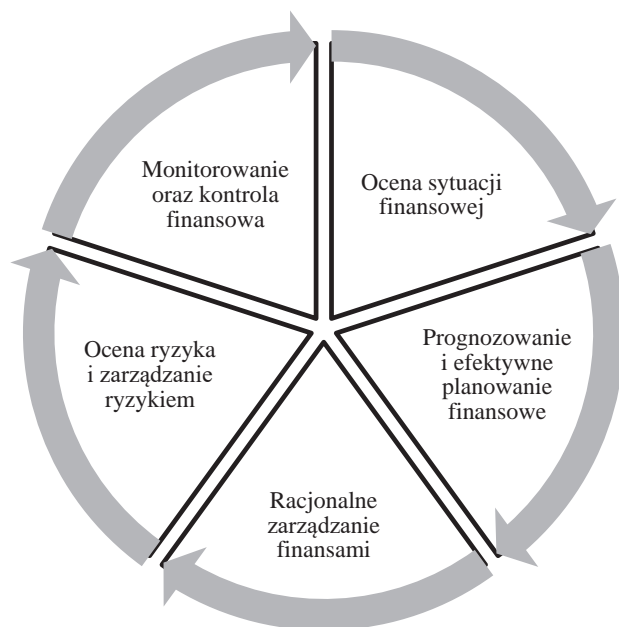 Monitorowanie
oraz kontrola
finansowa
Ocena sytuacji
finansowej
Prognozowanie
i efektywne
planowanie
finansowe
Racjonalne
zarządzanie
finansami
Ocena ryzyka
i zarządzanie
ryzykiem